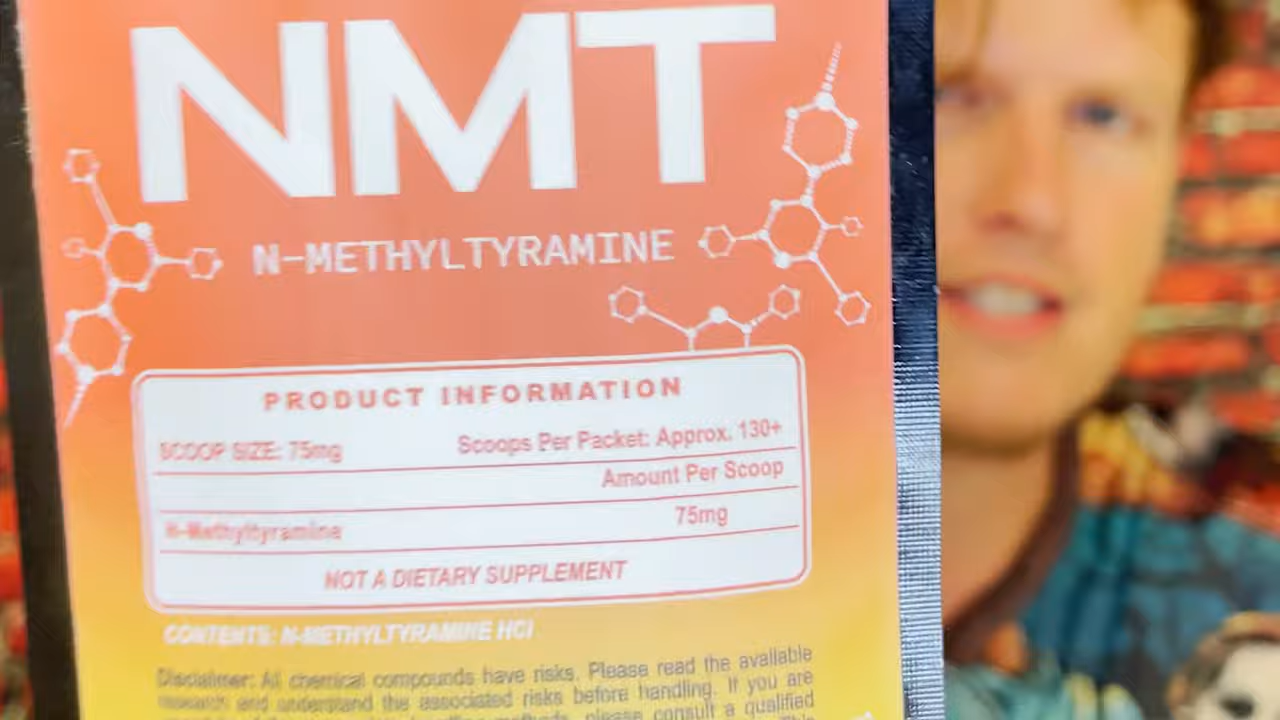 NMT
N-METHYLTYRAMINE
PRODUCT INFORMATION
SCOOP SIZE: 75mg Scoops Per Packet: Approx. 130+
Amount Per Scoop
N-Methyltyramine 75mg
NOT A DIETARY SUPPLEMENT
CONTENTS: N-METHYLTYRAMINE HCl
Disclaimer: All chemical compounds have risks. Please read the available
research and understand the associated risks before handling. If you are
please consult a qualified
This